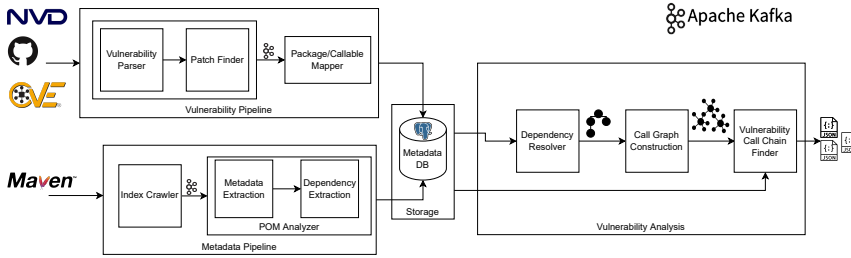 NVD
Apache Kafka
CVE
Vulnerability
Parser
Patch Finder
Package/Callable
Mapper
Vulnerability Pipeline
Maven™
Index Crawler
Metadata
Extraction
Dependency
Extraction
POM Analyzer
Metadata Pipeline
Metadata
DB
Storage
Dependency
Resolver
Call Graph
Construction
Vulnerability
Call Chain
Finder
Vulnerability Analysis
{;}
JSON
{;}
JSON